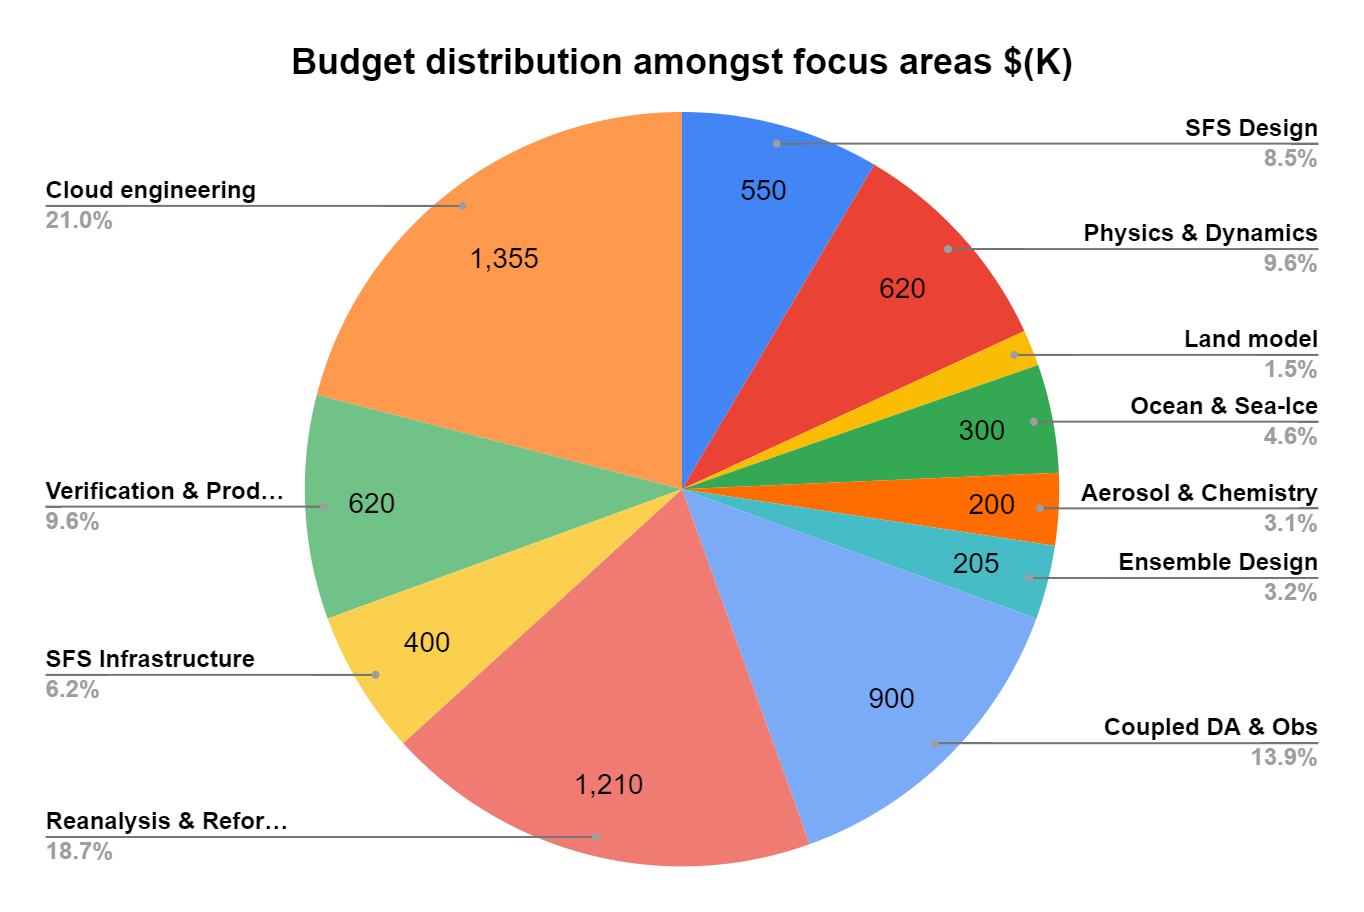 Budget distribution amongst focus areas $(K)
SFS Design
8.5%
550
Physics & Dynamics
9.6%
620
Land model
1.5%
Ocean & Sea-Ice
4.6%
300
Aerosol & Chemistry
3.1%
200
Ensemble Design
3.2%
205
Coupled DA & Obs
13.9%
900
Reanalysis & Refor…
18.7%
1,210
SFS Infrastructure
6.2%
400
Verification & Prod…
9.6%
620
Cloud engineering
21.0%
1,355